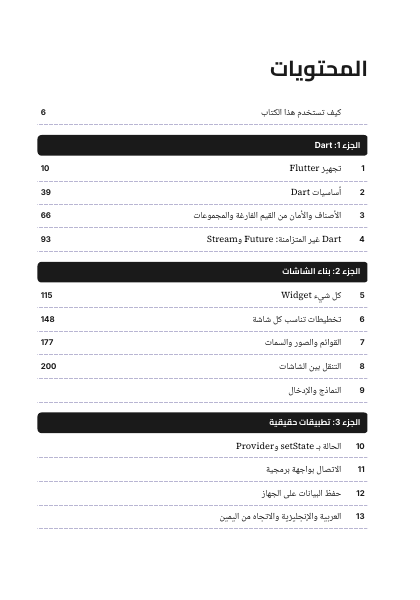 المحتويات
كيف تستخدم هذا الكتاب 6
الجزء 1: Dart
1 تجهيز Flutter 10
2 أساسيات Dart 39
3 الأصناف والأمان من القيم الفارغة والمجموعات 66
4 Dart غير المتزامنة: Future وStream 93
الجزء 2: بناء الشاشات
5 كل شيء Widget 115
6 تخطيطات تناسب كل شاشة 148
7 القوائم والصور والسمات 177
8 التنقل بين الشاشات 200
9 النماذج والإدخال
الجزء 3: تطبيقات حقيقية
10 الحالة بـ setState وProvider
11 الاتصال بواجهة برمجية
12 حفظ البيانات على الجهاز
13 العربية والإنجليزية والاتجاه من اليمين